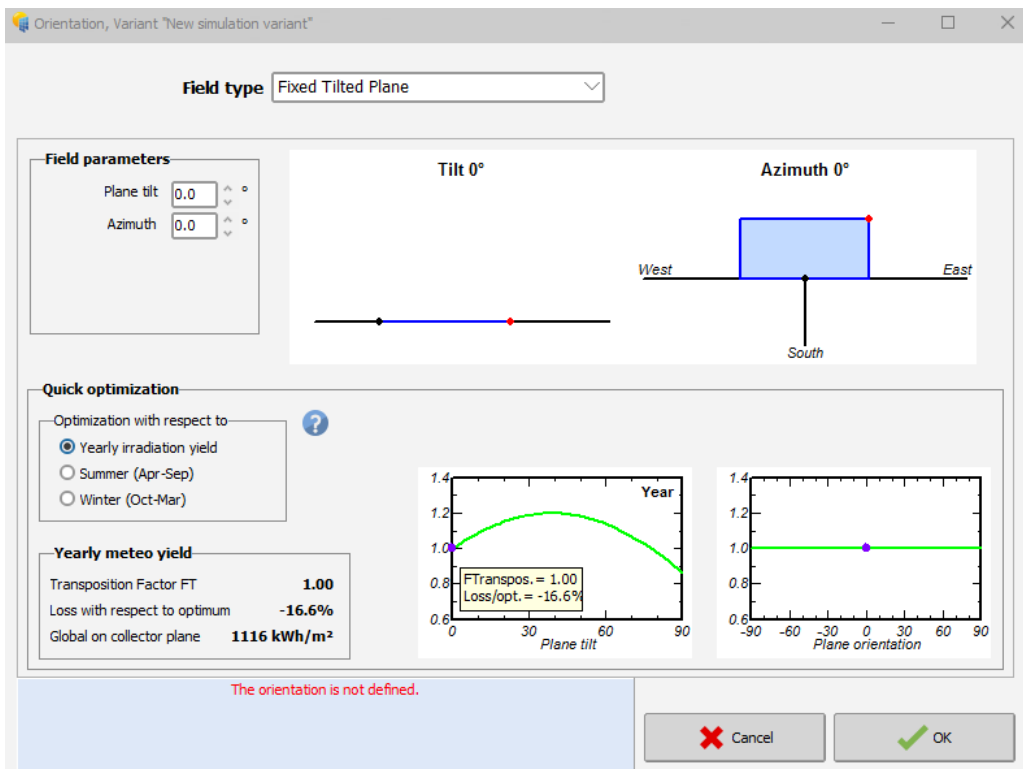 Orientation, Variant "New simulation variant"
Field type Fixed Tilted Plane
Field parameters
Plane tilt 0.0 °
Azimuth 0.0 °
Tilt 0°
Azimuth 0°
West
East
South
Quick optimization
Optimization with respect to
Yearly irradiation yield
Summer (Apr-Sep)
Winter (Oct-Mar)
?
Yearly meteo yield
Transposition Factor FT 1.00
Loss with respect to optimum -16.6%
Global on collector plane 1116 kWh/m²
Year
1.4
1.2
1.0
0.8
0.6
FTranspos. = 1.00
Loss/opt. = -16.6%
0 30 60 90
Plane tilt
1.4
1.2
1.0
0.8
0.6
-90 -60 -30 0 30 60 90
Plane orientation
The orientation is not defined.
Cancel
OK